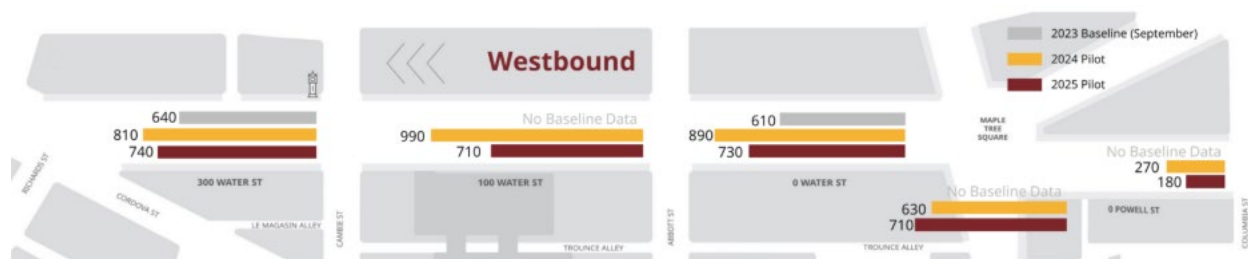 2023 Baseline (September)
2024 Pilot
2025 Pilot
Westbound
640
810
740
No Baseline Data
990
710
610
890
730
MAPLE
TREE
SQUARE
No Baseline Data
270
180
No Baseline Data
630
710
300 WATER ST
100 WATER ST
0 WATER ST
0 POWELL ST
RICHARDS ST
CORDOVA ST
LE MAGASIN ALLEY
CAMBIE ST
TROUNCE ALLEY
ABBOTT ST
TROUNCE ALLEY
COLUMBIA ST